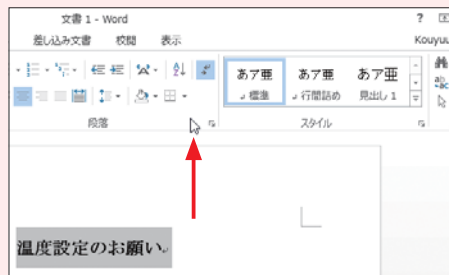 文書 1 - Word
?
差し込み文書 校閲 表示
Kouyuu
あア亜 あア亜 あア亜
↲標準 ↲行間詰め 見出し 1
段落 スタイル
温度設定のお願い↲